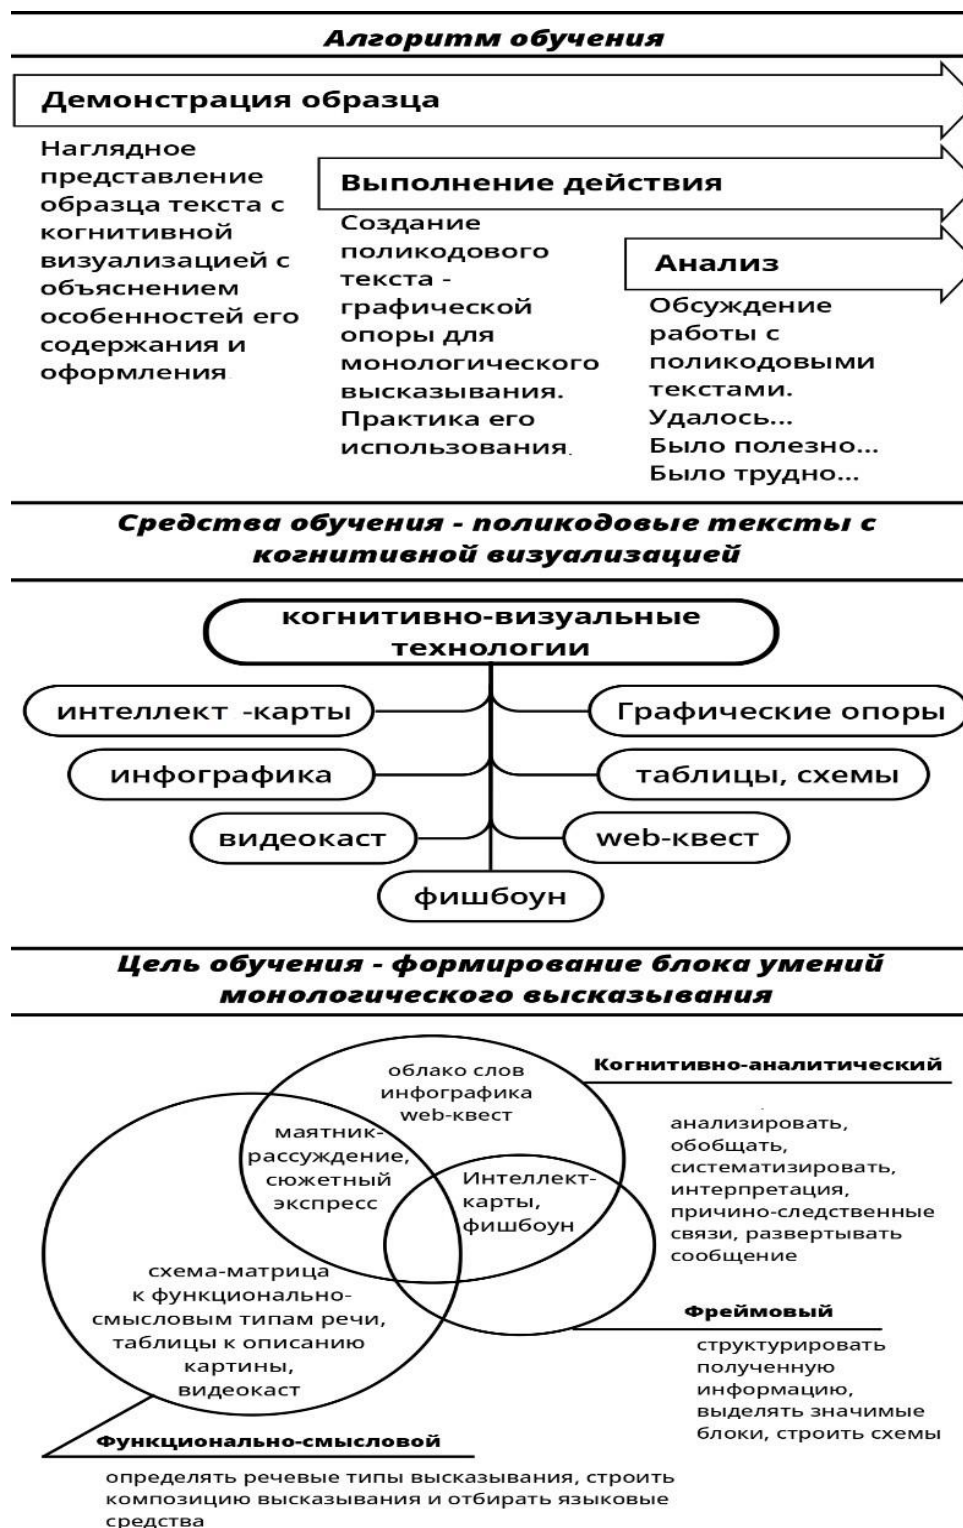 Алгоритм обучения
Демонстрация образца
Наглядное
представление
образца текста с
когнитивной
визуализацией с
объяснением
особенностей его
содержания и
оформления
Выполнение действия
Создание
поликодового
текста -
графической
опоры для
монологического
высказывания.
Практика его
использования.
Анализ
Обсуждение
работы с
поликодовыми
текстами.
Удалось...
Было полезно...
Было трудно...
Средства обучения - поликодовые тексты с
когнитивной визуализацией
когнитивно-визуальные
технологии
интеллект -карты
Графические опоры
инфографика
таблицы, схемы
видеокаст
web-квест
фишбоун
Цель обучения - формирование блока умений
монологического высказывания
облако слов
инфографика
web-квест
маятник-
рассуждение,
сюжетный
экспресс
Интеллект-
карты,
фишбоун
схема-матрица
к функционально-
смысловым типам речи,
таблицы к описанию
картины,
видеокаст
Когнитивно-аналитический
анализировать,
обобщать,
систематизировать,
интерпретация,
причино-следственные
связи, развертывать
сообщение
Фреймовый
структурировать
полученную
информацию,
выделять значимые
блоки, строить схемы
Функционально-смысловой
определять речевые типы высказывания, строить
композицию высказывания и отбирать языковые
средства